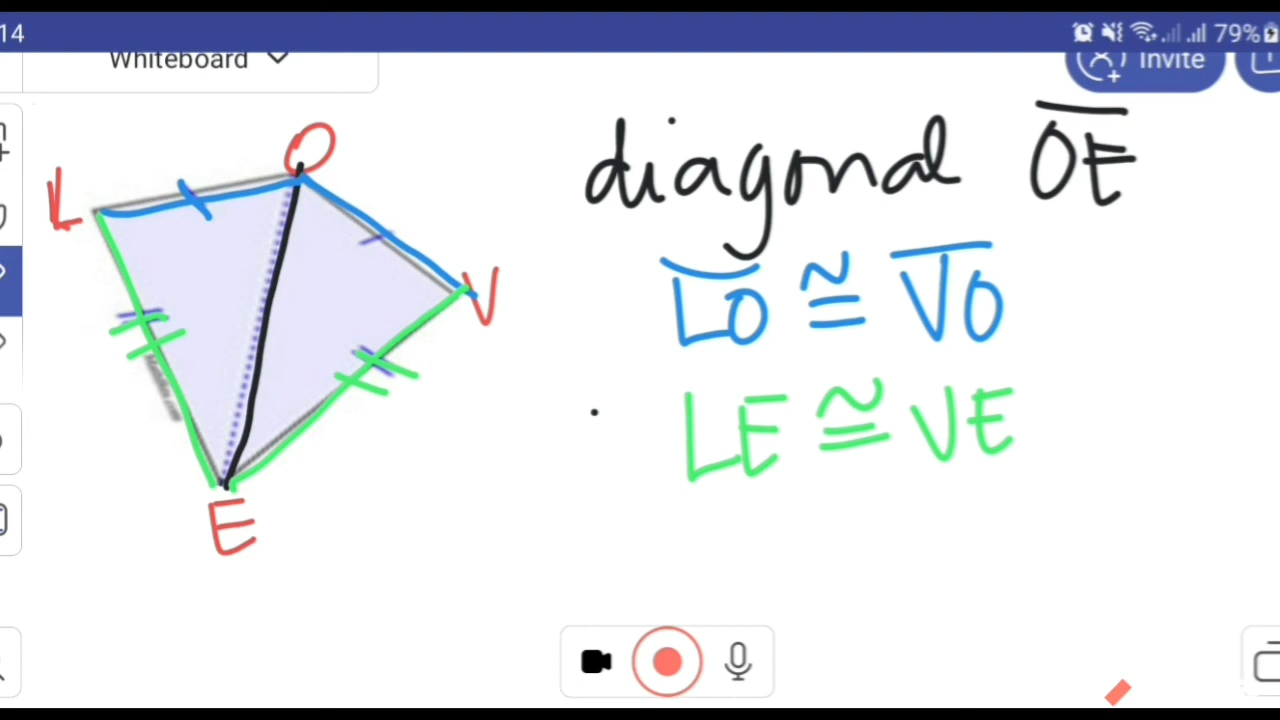 14 79%
Whiteboard Invite
diagonal OE
L O V E
LO ≅ VO
LE ≅ VE